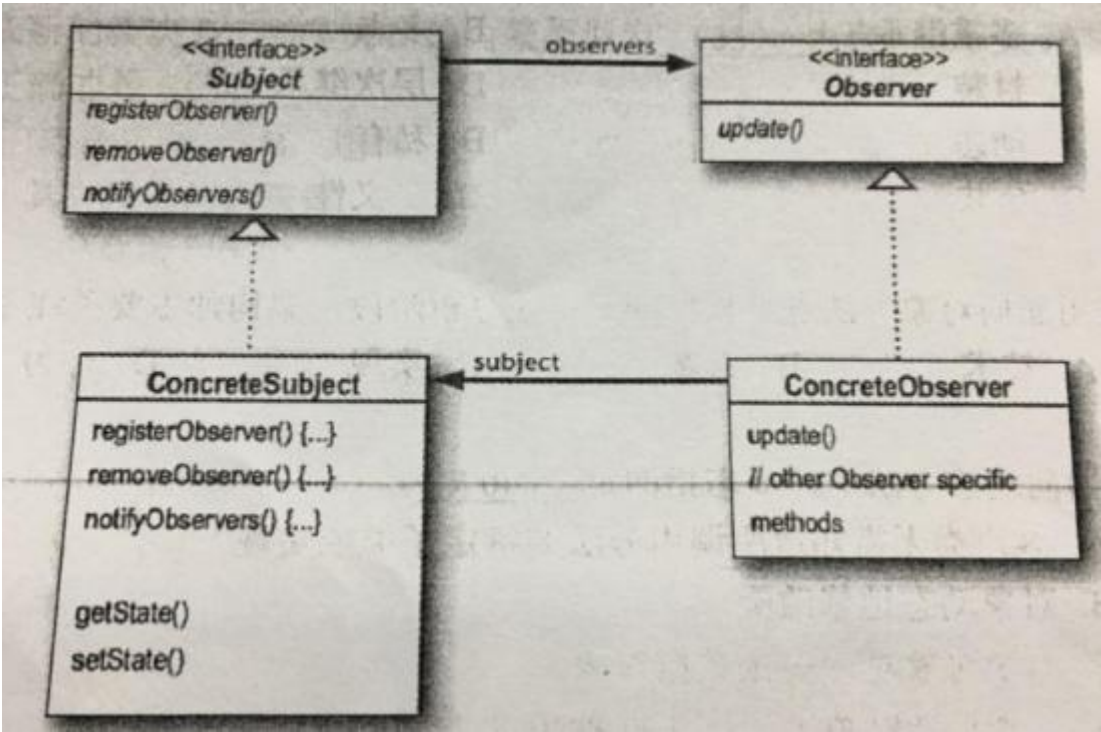 <<interface>>
Subject
registerObserver()
removeObserver()
notifyObservers()
observers
<<interface>>
Observer
update()
ConcreteSubject
registerObserver() {...}
removeObserver() {...}
notifyObservers() {...}
getState()
setState()
subject
ConcreteObserver
update()
// other Observer specific
methods